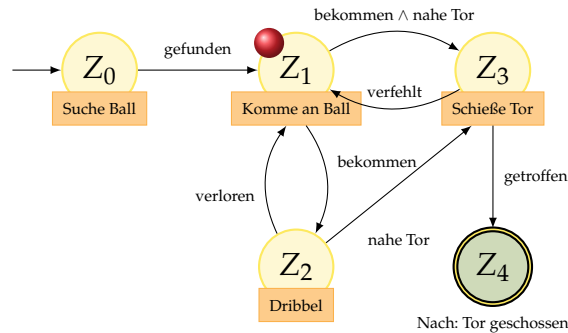 bekommen ∧ nahe Tor
gefunden
Z0
Z1
Z3
Suche Ball
Komme an Ball
verfehlt
Schieße Tor
bekommen
verloren
getroffen
nahe Tor
Z2
Z4
Dribbel
Nach: Tor geschossen